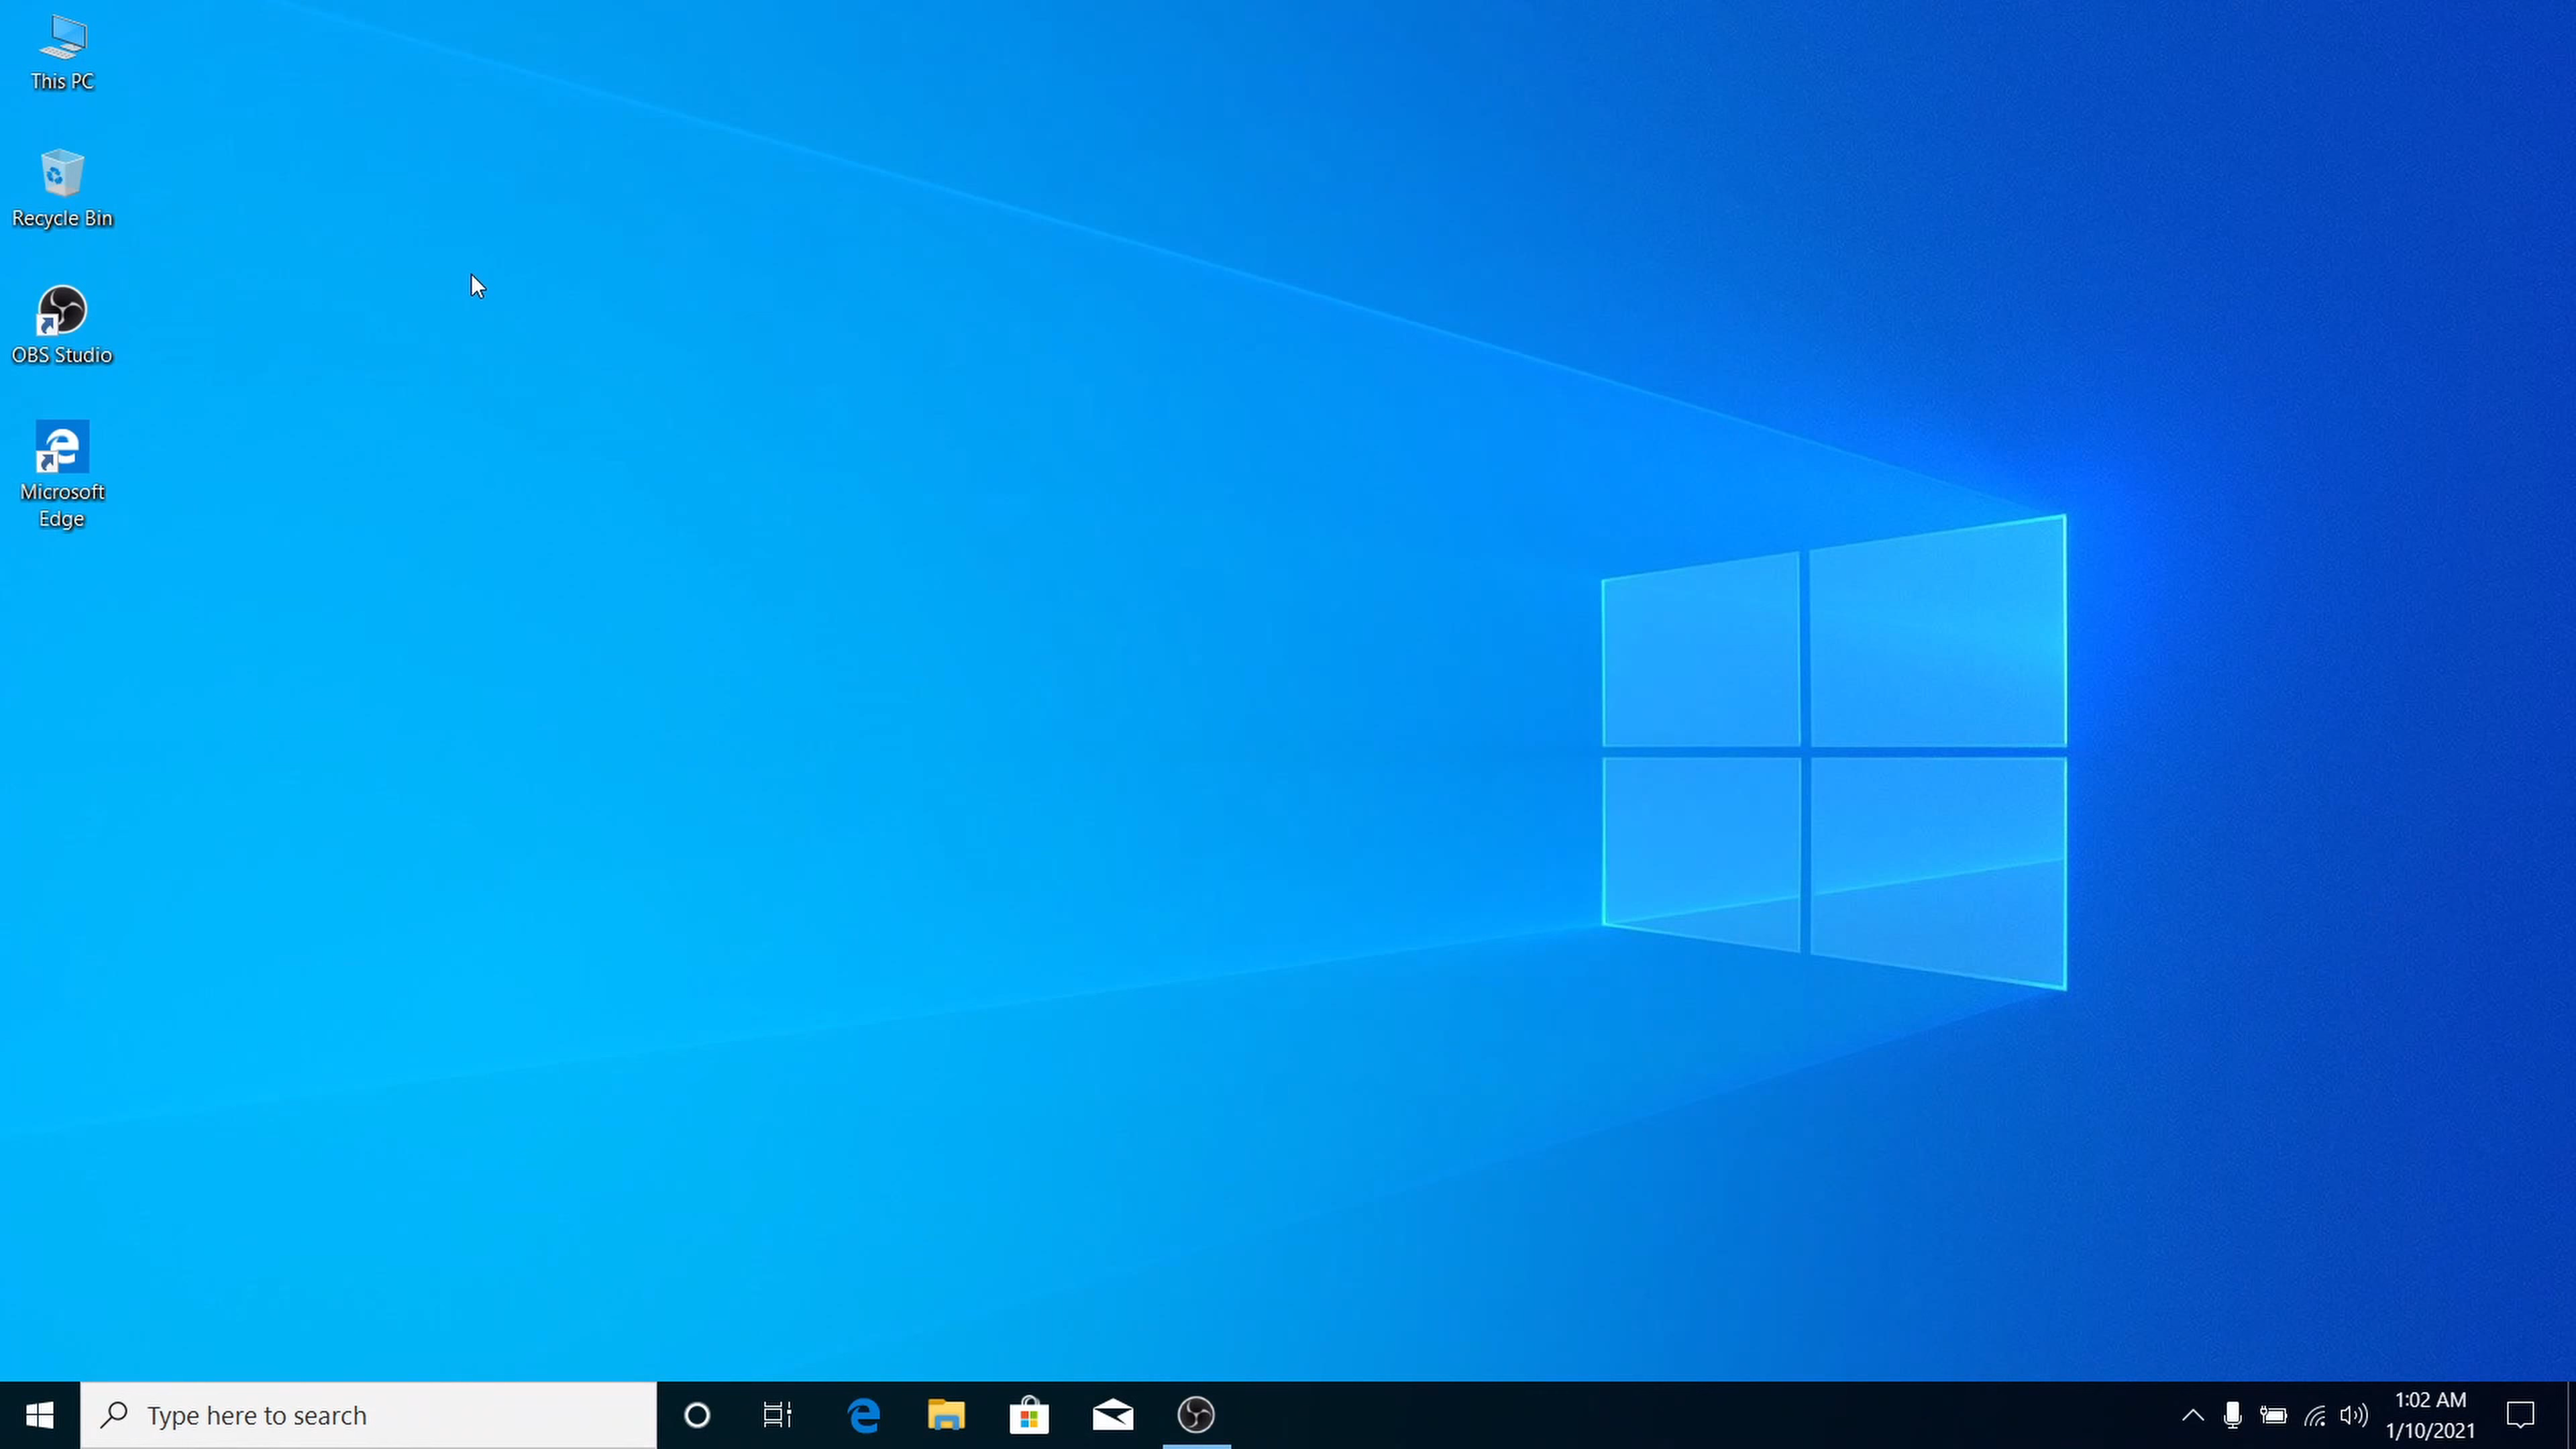 This PC
Recycle Bin
OBS Studio
Microsoft
Edge
Type here to search
1:02 AM
1/10/2021